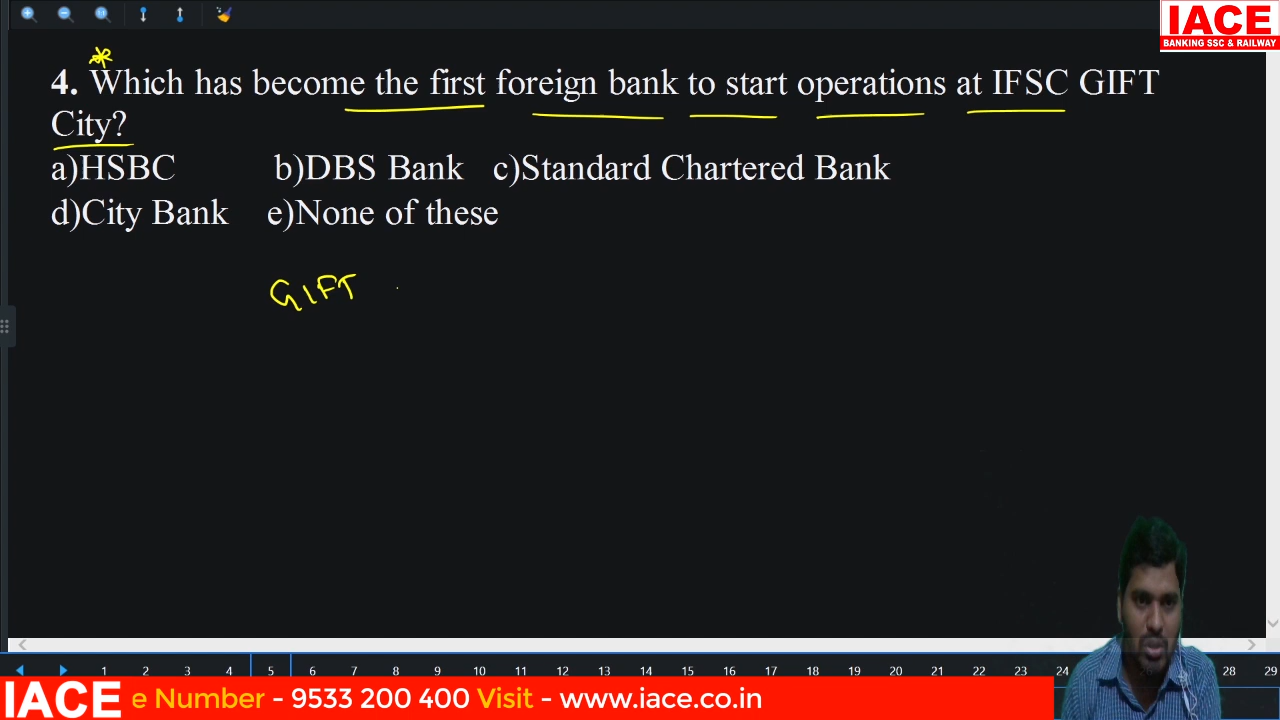 IACE
BANKING SSC & RAILWAY
4. Which has become the first foreign bank to start operations at IFSC GIFT
City?
a)HSBC b)DBS Bank c)Standard Chartered Bank
d)City Bank e)None of these
GIFT
1 2 3 4 5 6 7 8 9 10 11 12 13 14 15 16 17 18 19 20 21 22 23 24 28 29
IACE e Number - 9533 200 400 Visit - www.iace.co.in